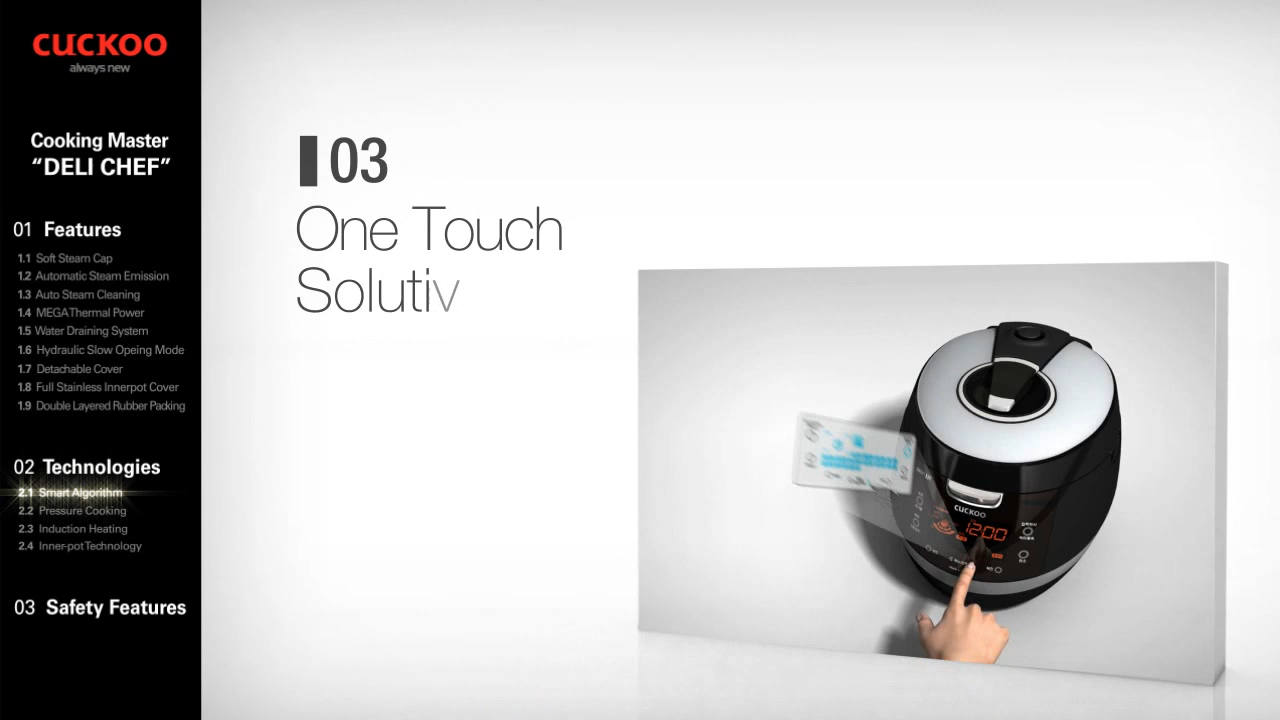 CUCKOO
always new
Cooking Master
“DELI CHEF”
01 Features
1.1 Soft Steam Cap
1.2 Automatic Steam Emission
1.3 Auto Steam Cleaning
1.4 MEGA Thermal Power
1.5 Water Draining System
1.6 Hydraulic Slow Opeing Mode
1.7 Detachable Cover
1.8 Full Stainless Innerpot Cover
1.9 Double Layered Rubber Packing
02 Technologies
2.1 Smart Algorithm
2.2 Pressure Cooking
2.3 Induction Heating
2.4 Inner-pot Technology
03 Safety Features
03
One Touch
Solutiv
CUCKOO
12:00